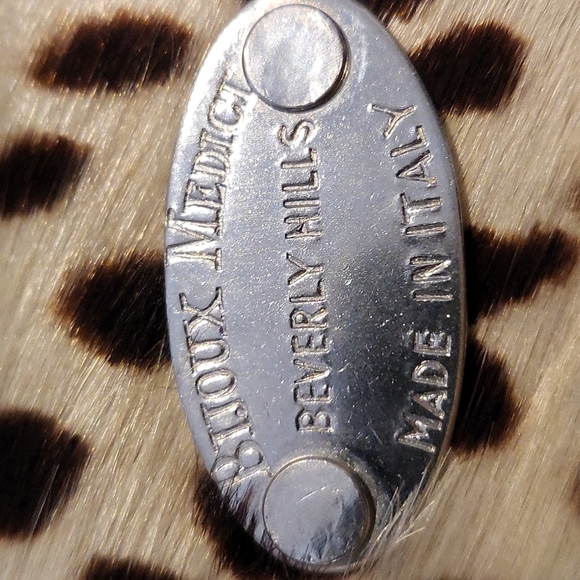 BIJOUX MEDICI
BEVERLY HILLS
MADE IN ITALY